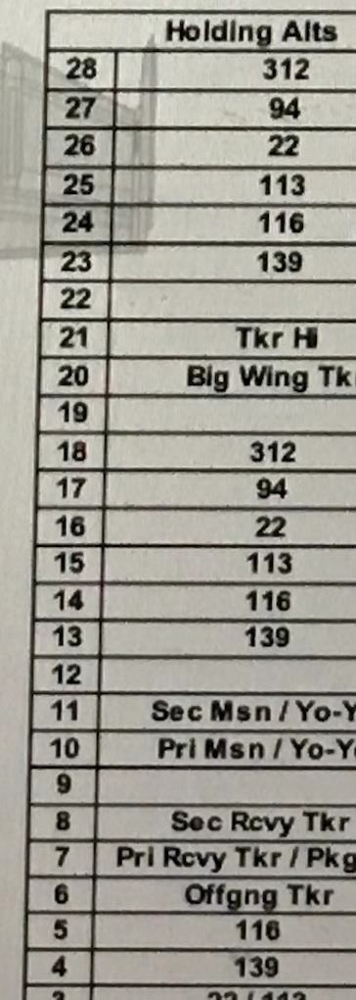 Holding Alts
28 312
27 94
26 22
25 113
24 116
23 139
22
21 Tkr Hi
20 Big Wing Tk
19
18 312
17 94
16 22
15 113
14 116
13 139
12
11 Sec Msn / Yo-Y
10 Pri Msn / Yo-Y
9
8 Sec Rcvy Tkr
7 Pri Rcvy Tkr / Pkg
6 Offgng Tkr
5 116
4 139
3 22 / 113